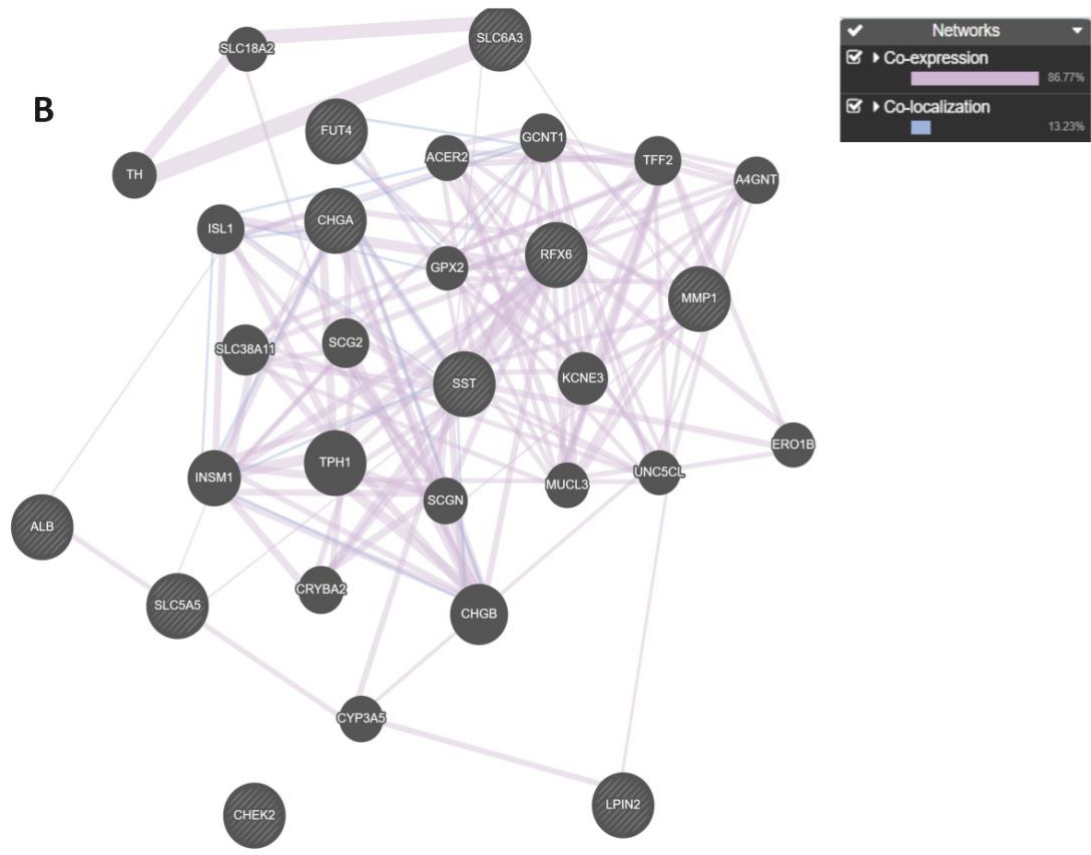 B
Networks
Co-expression
86.77%
Co-localization
13.23%
SLC18A2
SLC6A3
FUT4
GCNT1
ACER2
TFF2
TH
A4GNT
ISL1
CHGA
RFX6
GPX2
MMP1
SLC38A11
SCG2
SST
KCNE3
ERO1B
INSM1
TPH1
UNC5CL
MUCL3
SCGN
ALB
CRYBA2
SLC5A5
CHGB
CYP3A5
CHEK2
LPIN2